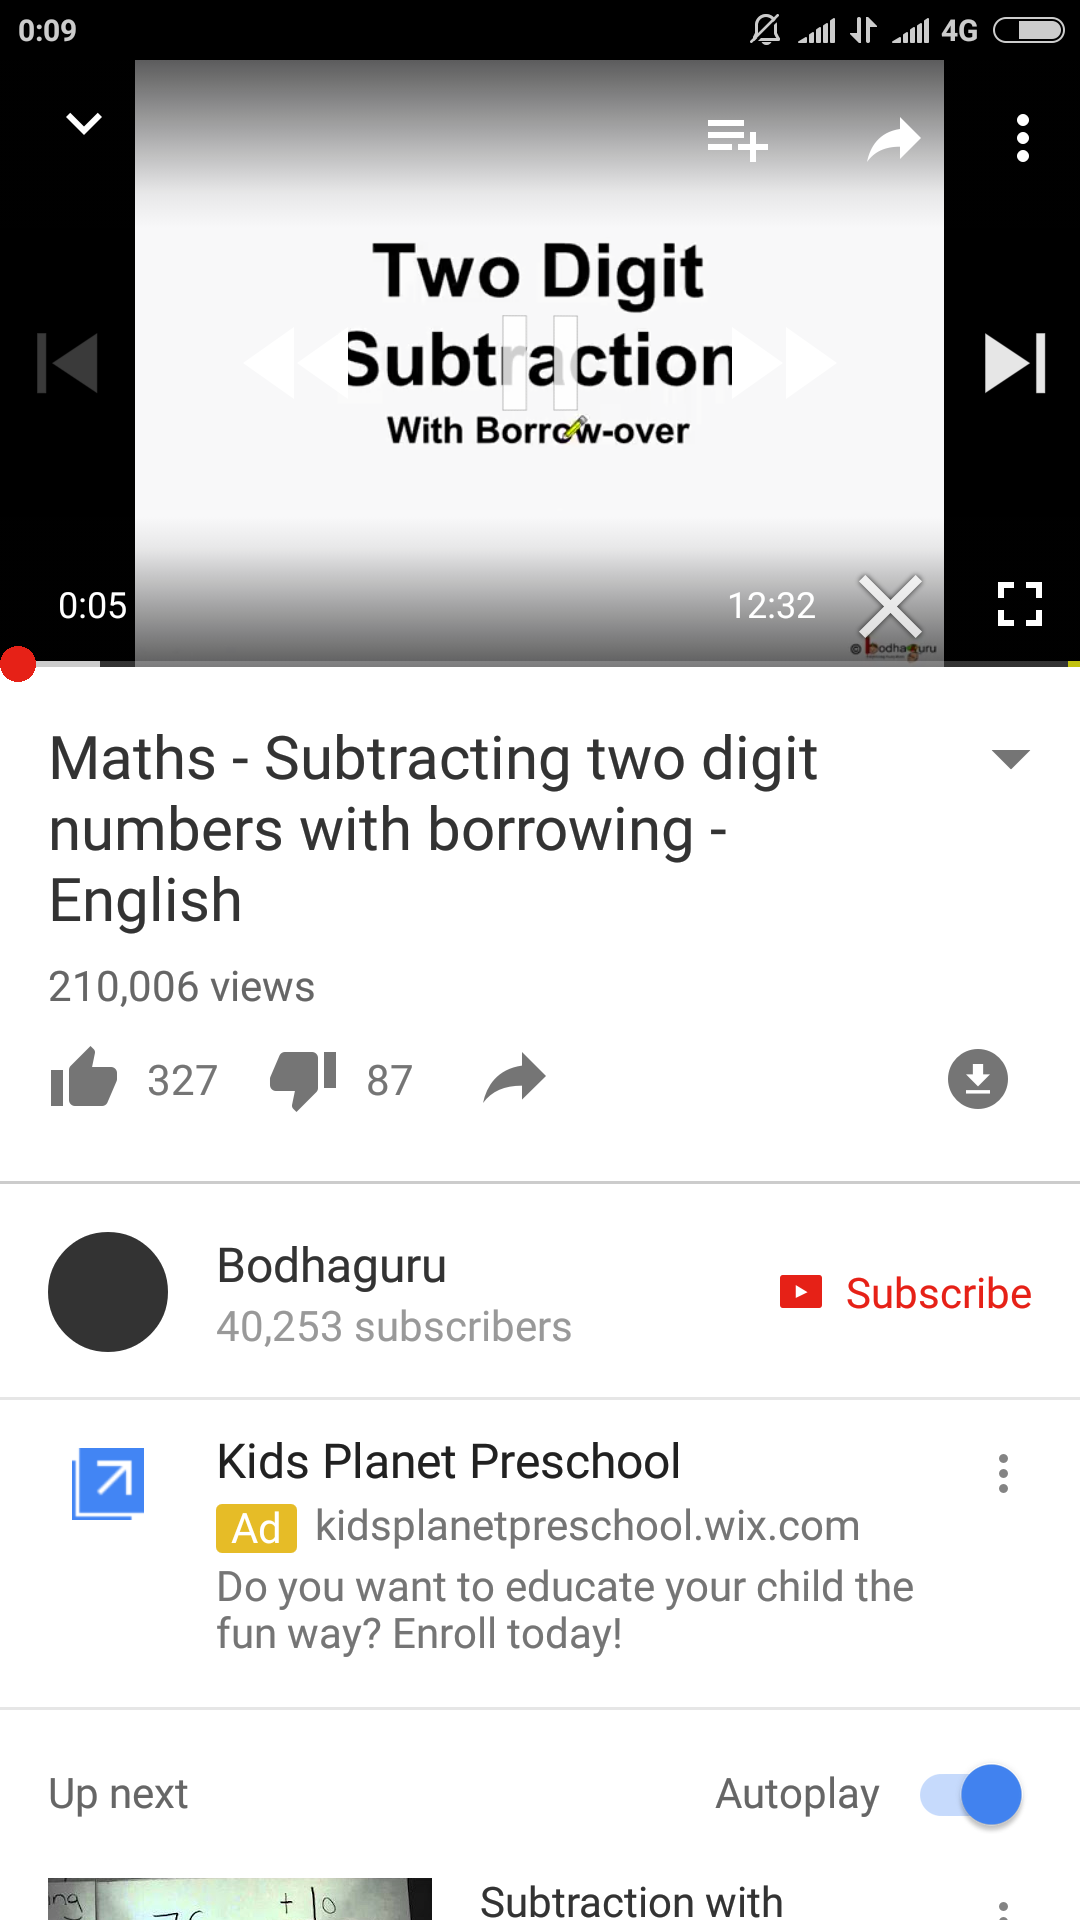 0:09
4G
Two Digit
Subtraction
With Borrow-over
0:05
12:32
© bodhaguru
Maths - Subtracting two digit
numbers with borrowing -
English
210,006 views
327
87
Bodhaguru
40,253 subscribers
Subscribe
Kids Planet Preschool
Ad kidsplanetpreschool.wix.com
Do you want to educate your child the
fun way? Enroll today!
Up next
Autoplay
Subtraction with